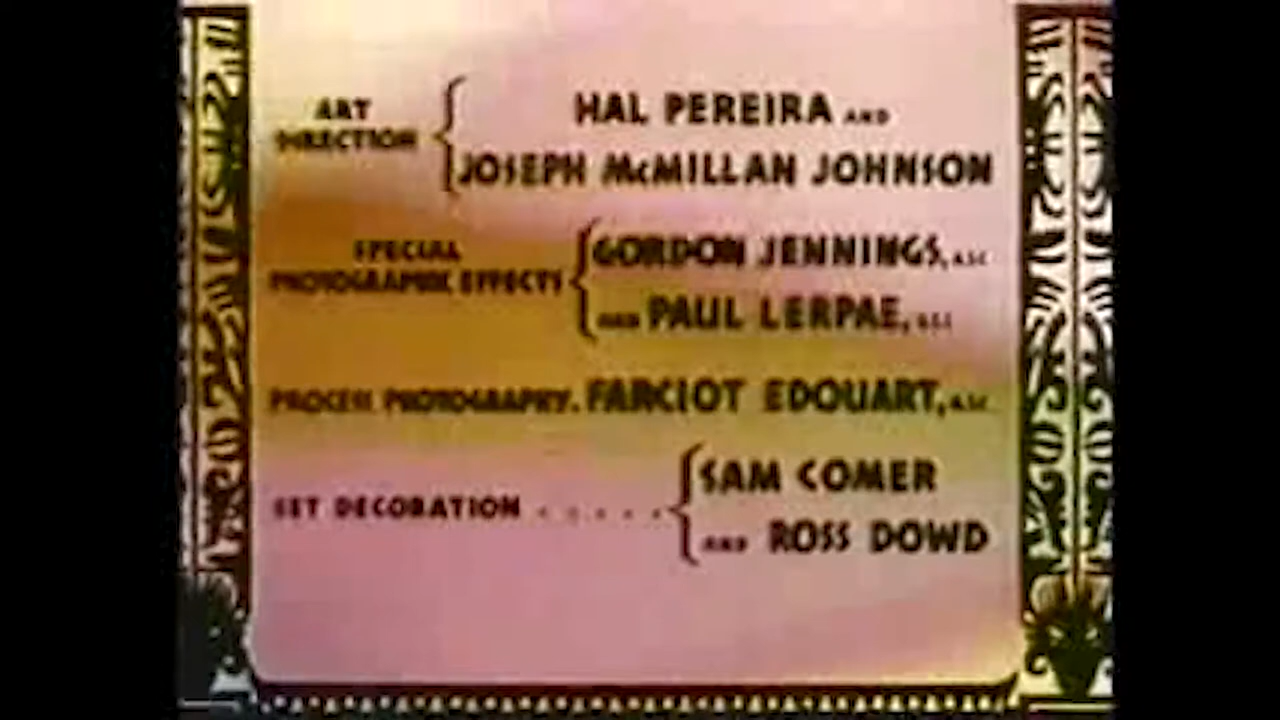 ART
DIRECTION
HAL PEREIRA AND
JOSEPH McMILLAN JOHNSON
SPECIAL
PHOTOGRAPHIC EFFECTS
GORDON JENNINGS, A.S.C.
AND PAUL LERPAE, A.S.C.
PROCESS PHOTOGRAPHY. FARCIOT EDOUART, A.S.C.
SET DECORATION . . . . .
SAM COMER
AND ROSS DOWD